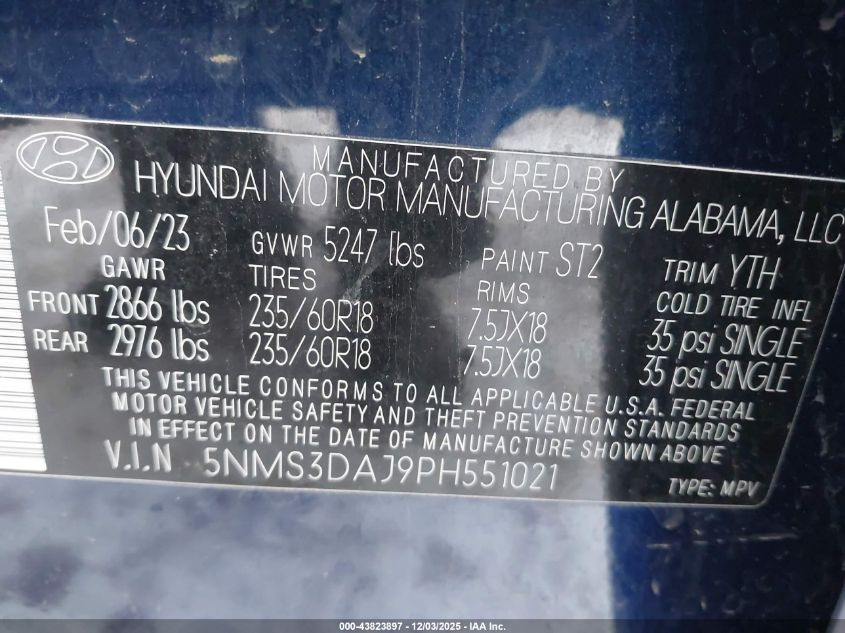 MANUFACTURED BY
HYUNDAI MOTOR MANUFACTURING ALABAMA, LLC
Feb/06/23 GVWR 5247 lbs PAINT ST2 TRIM YTH
GAWR TIRES RIMS COLD TIRE INFL
FRONT 2866 lbs 235/60R18 7.5JX18 35 psi SINGLE
REAR 2976 lbs 235/60R18 7.5JX18 35 psi SINGLE
THIS VEHICLE CONFORMS TO ALL APPLICABLE U.S.A. FEDERAL
MOTOR VEHICLE SAFETY AND THEFT PREVENTION STANDARDS
IN EFFECT ON THE DATE OF MANUFACTURE SHOWN ABOVE
V.I.N 5NMS3DAJ9PH551021 TYPE: MPV
000-43823897 - 12/03/2025 - IAA Inc.